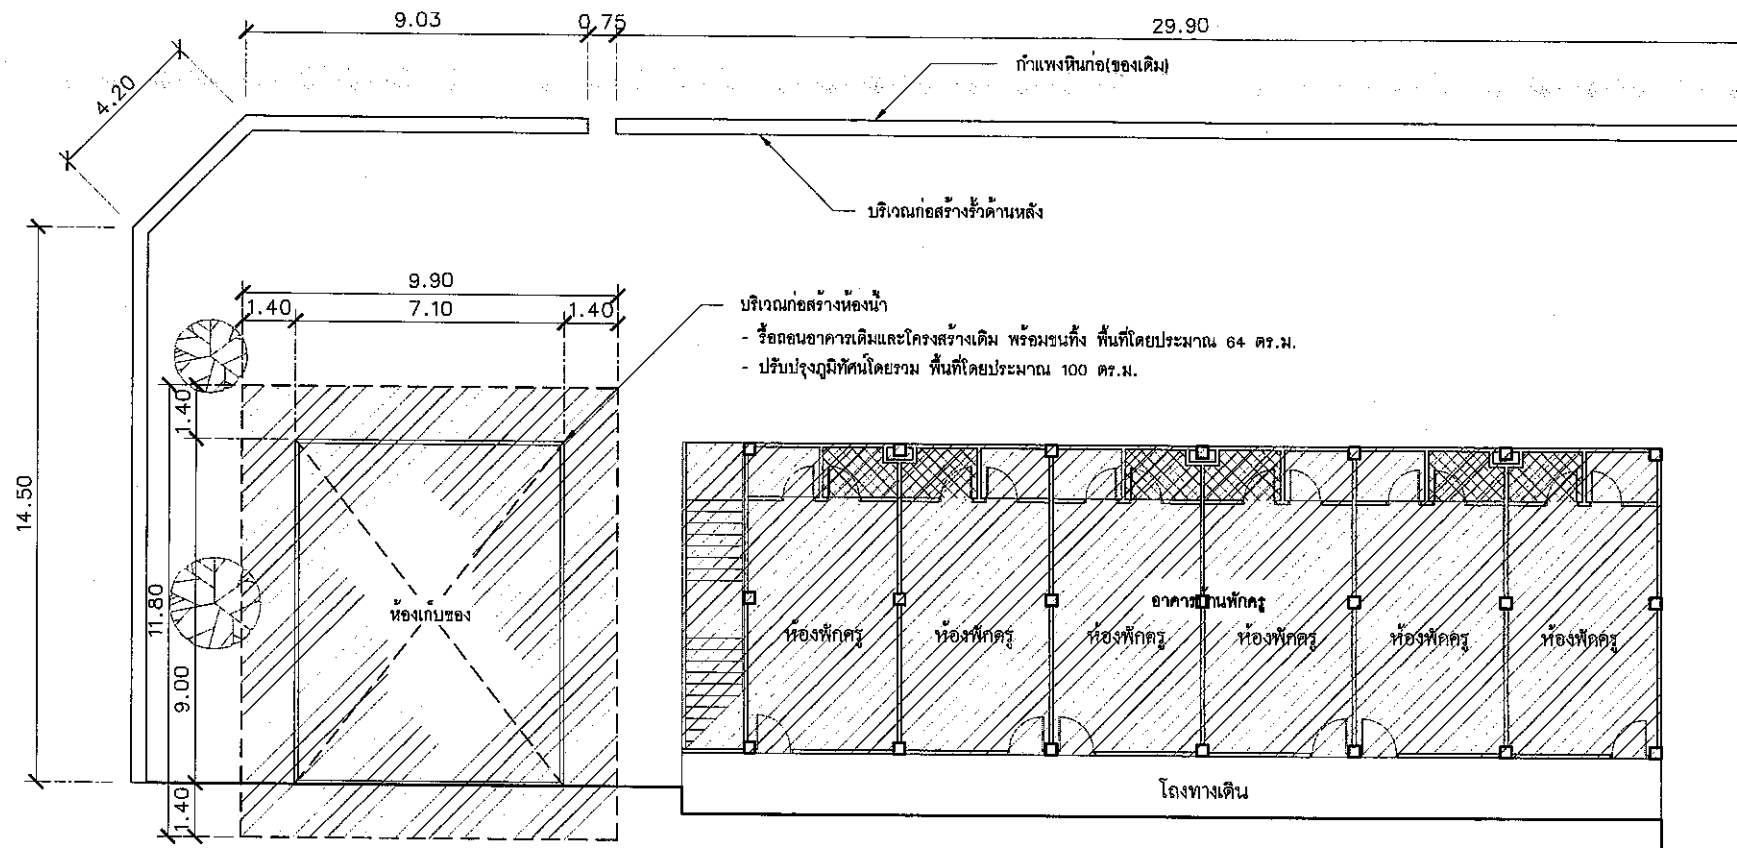 9.03
0.75
29.90
กำแพงหินก่อ(ของเดิม)
4.20
บริเวณก่อสร้างรั้วด้านหลัง
9.90
1.40
7.10
1.40
บริเวณก่อสร้างห้องน้ำ
- รื้อถอนอาคารเดิมและโครงสร้างเดิม พร้อมขนทิ้ง พื้นที่โดยประมาณ 64 ตร.ม.
- ปรับปรุงภูมิทัศน์โดยรวม พื้นที่โดยประมาณ 100 ตร.ม.
1.40
14.50
11.80
9.00
1.40
ห้องเก็บของ
อาคารบ้านพักครู
ห้องพักครู
ห้องพักครู
ห้องพักครู
ห้องพักครู
ห้องพักครู
ห้องพักครู
โถงทางเดิน